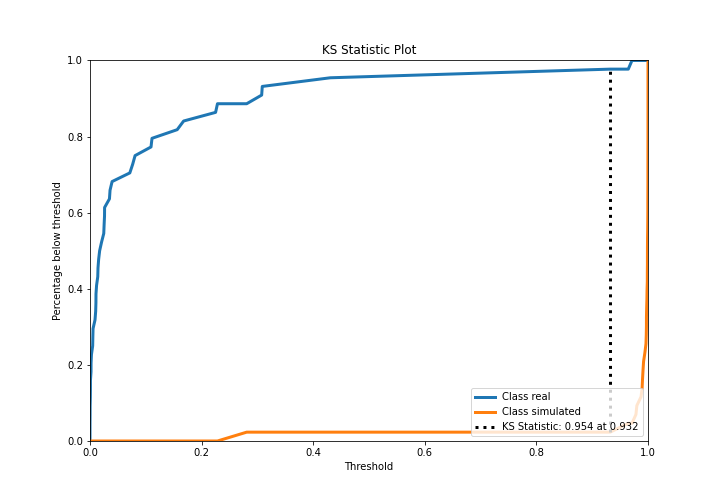 KS Statistic Plot
Percentage below threshold
1.0
0.8
0.6
0.4
0.2
0.0
Class real
Class simulated
KS Statistic: 0.954 at 0.932
0.0 0.2 0.4 0.6 0.8 1.0
Threshold